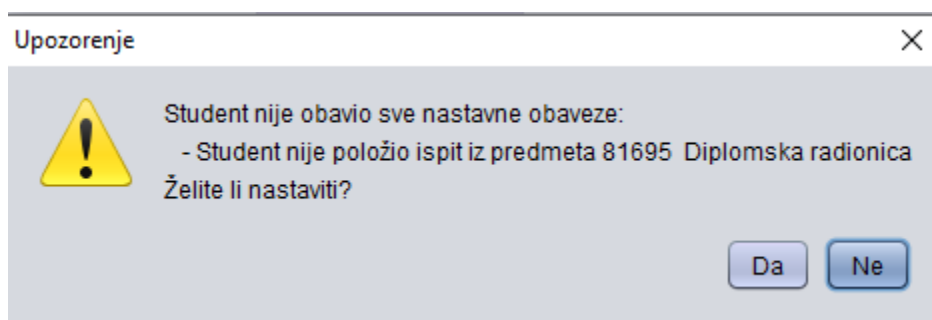 Upozorenje
Student nije obavio sve nastavne obaveze:
- Student nije položio ispit iz predmeta 81695 Diplomska radionica
Želite li nastaviti?
Da Ne